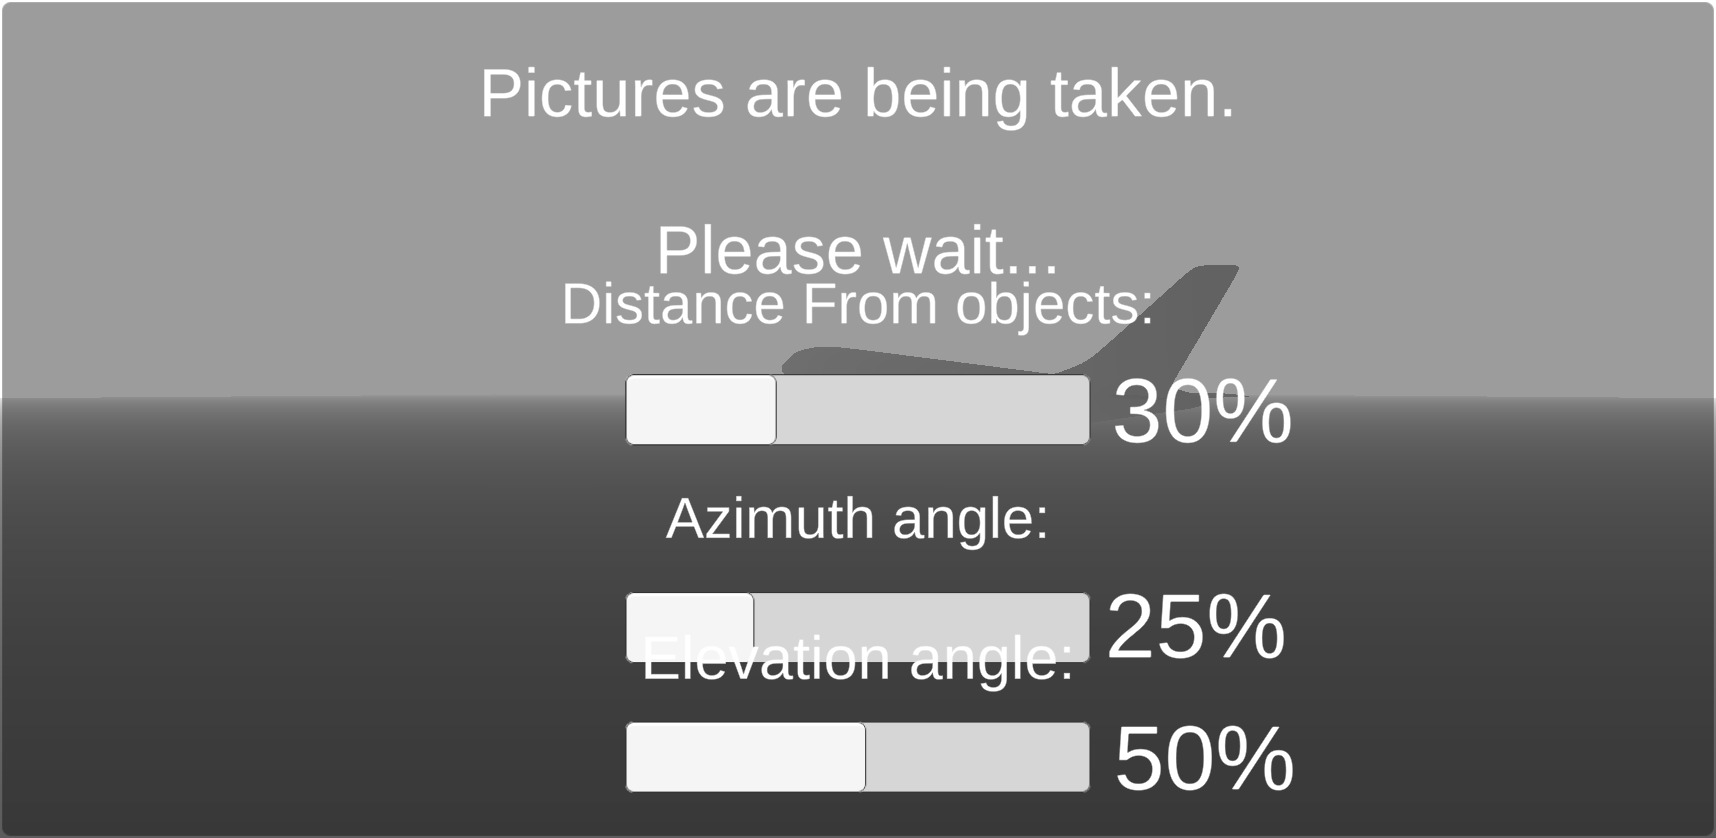 Pictures are being taken.
Please wait...
Distance From objects:
30%
Azimuth angle:
25%
Elevation angle:
50%